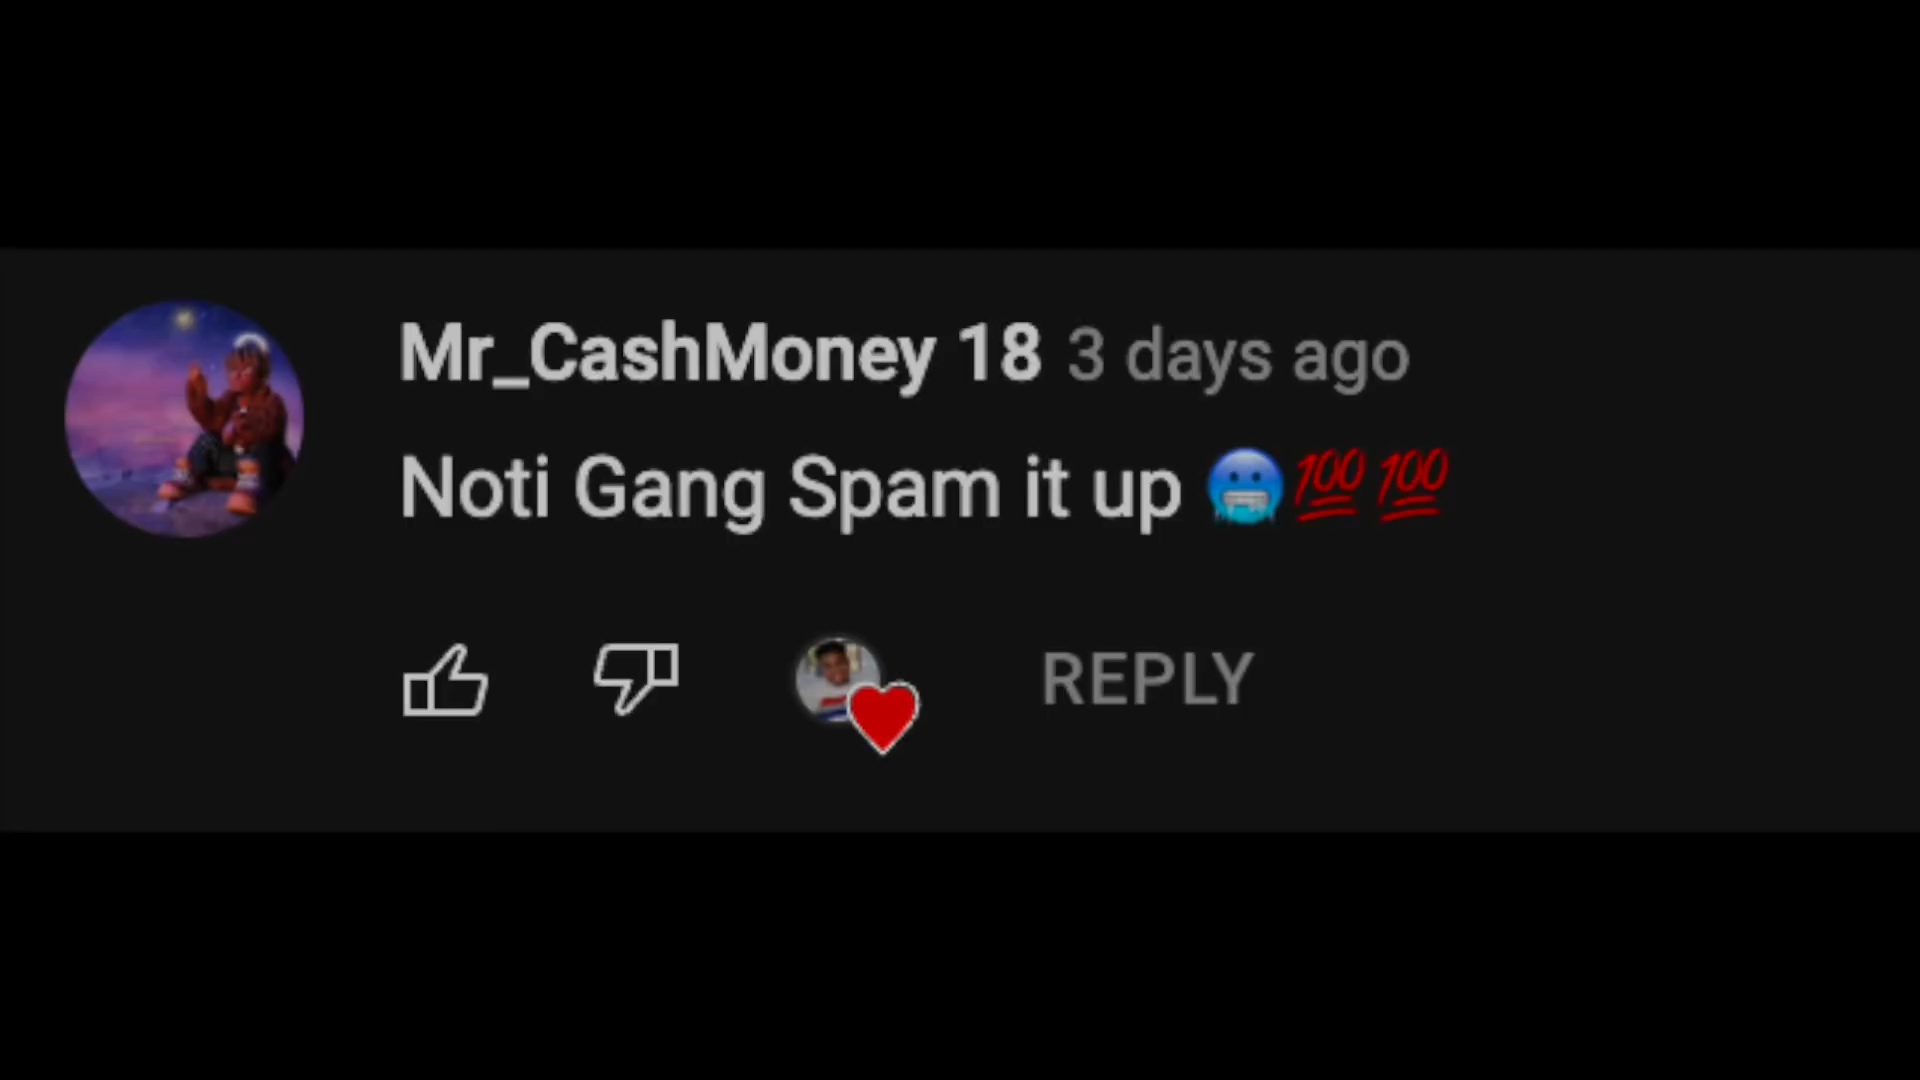 Mr_CashMoney 18 3 days ago
Noti Gang Spam it up 🥶💯💯
REPLY